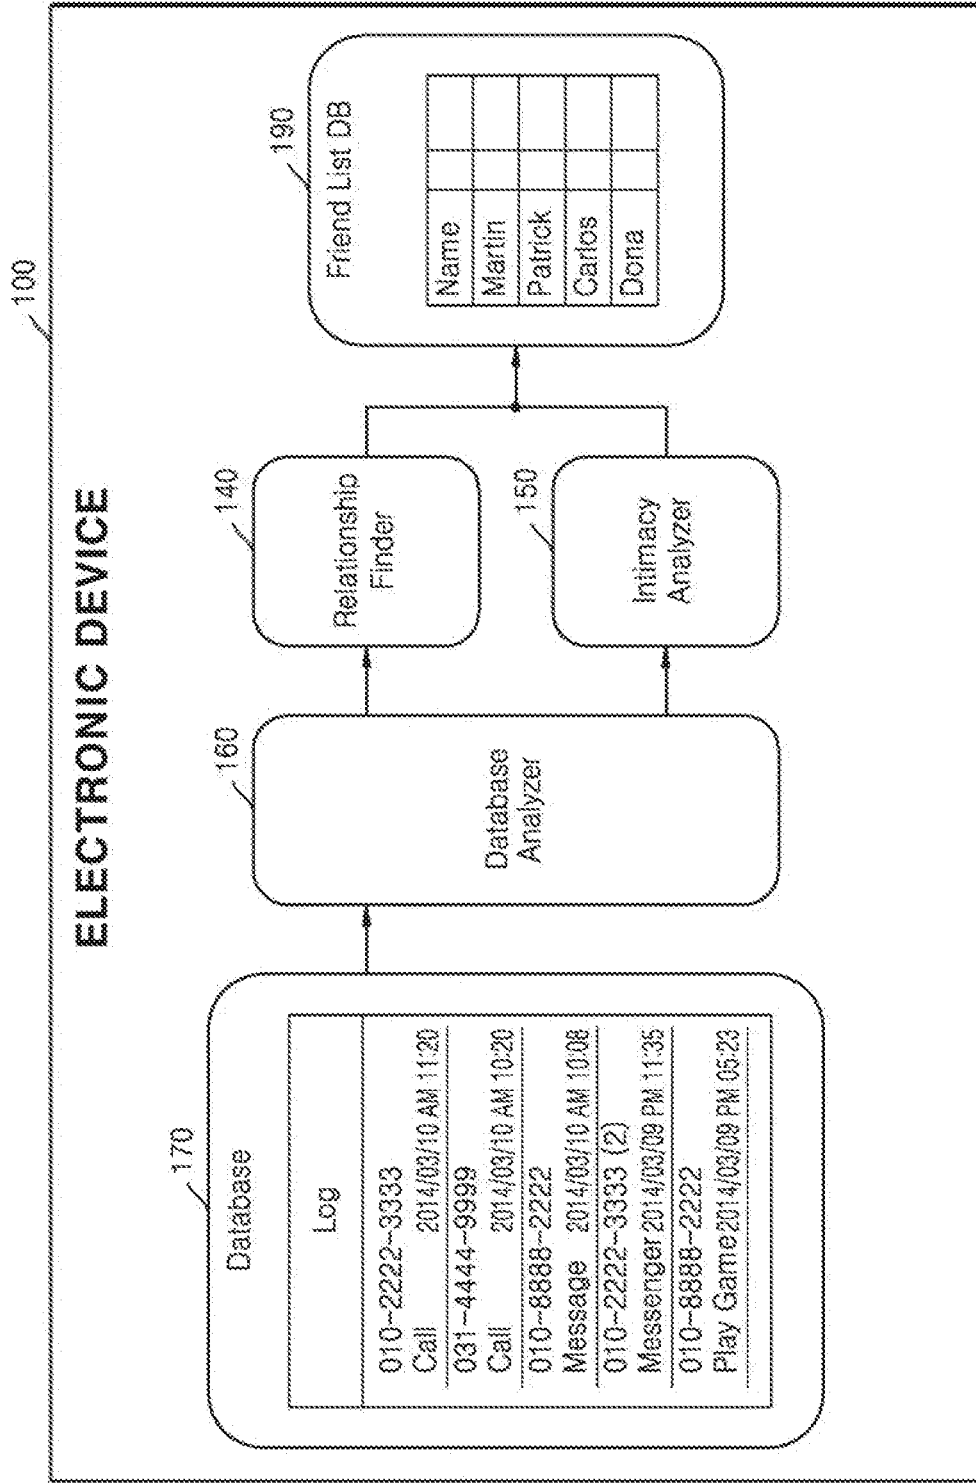 100
ELECTRONIC DEVICE
170
Database
Log
010-2222-3333
Call 2014/03/10 AM 11:20
031-4444-9999
Call 2014/03/10 AM 10:20
010-8888-2222
Message 2014/03/10 AM 10:08
010-2222-3333 (2)
Messenger 2014/03/09 PM 11:35
010-8888-2222
Play Game 2014/03/09 PM 05:23
160
Database
Analyzer
140
Relationship
Finder
150
Intimacy
Analyzer
190
Friend List DB
Name
Martin
Patrick
Carlos
Dona